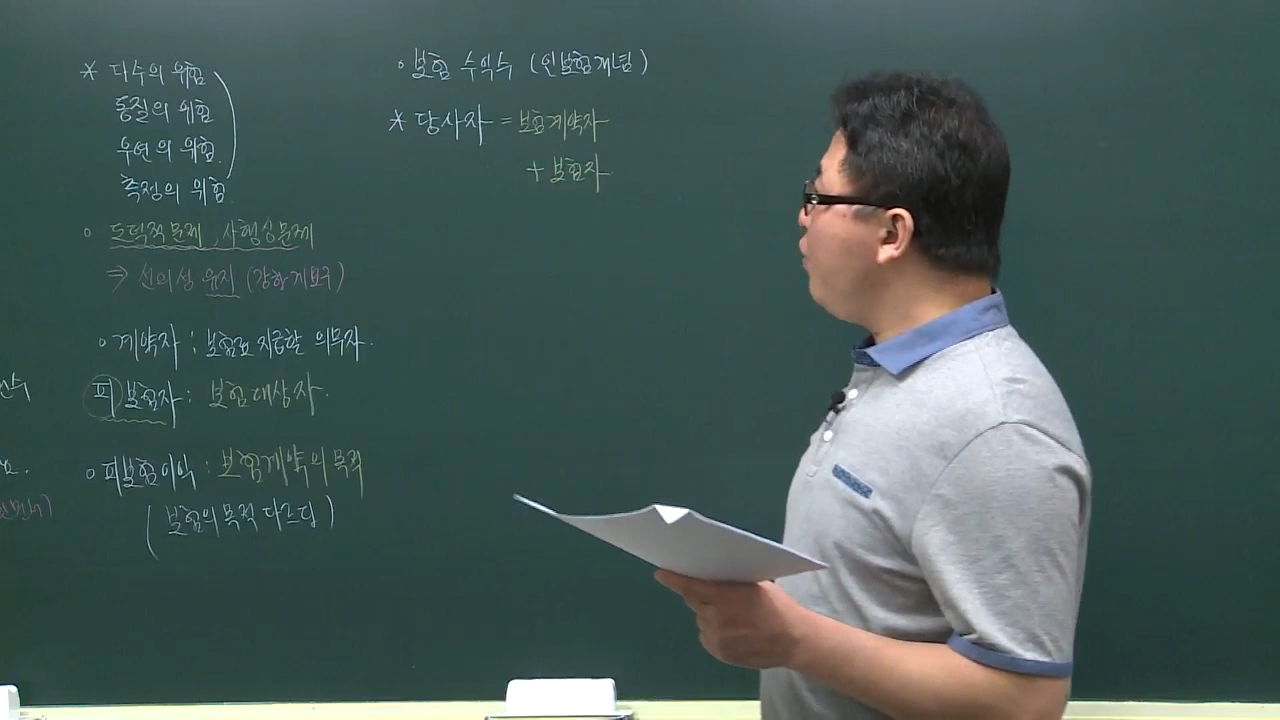 * 다수의 위험
동질의 위험
우연의 위험
측정의 위험
○ 도덕적문제, 사행성문제
⇒ 선의성 유지 (강하게요구)
○ 계약자 : 보험료 지급할 의무자.
피보험자 : 보험대상자.
○ 피보험이익 : 보험계약의 목적
(보험의 목적 다르다)
• 보험 수익수 (인보험개념)
* 당사자 = 보험계약자
+ 보험자